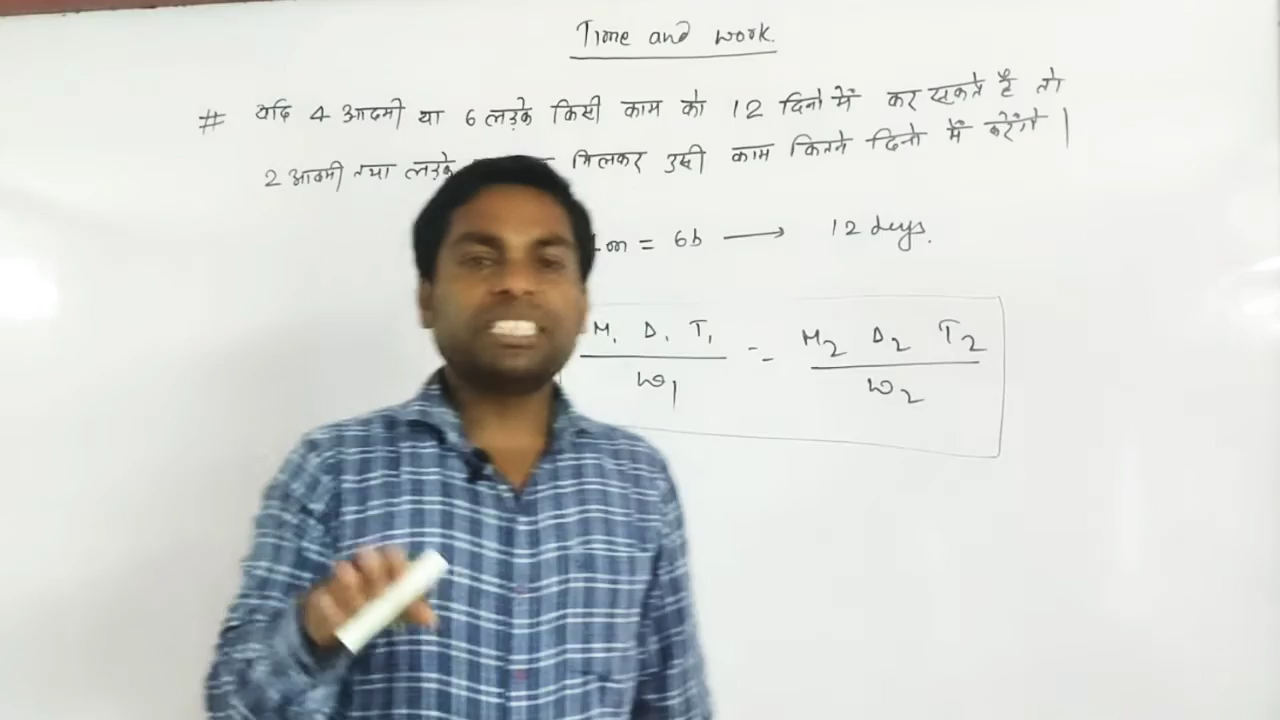 Time and work.
# यदि 4 आदमी या 6 लड़के किसी काम को 12 दिनों में कर सकते हैं तो
2 आदमी तथा लड़के मिलकर उसी काम कितने दिनों में करेंगे |
m = 6b → 12 days.
M₁ D₁ T₁ = M₂ D₂ T₂
W₁ W₂